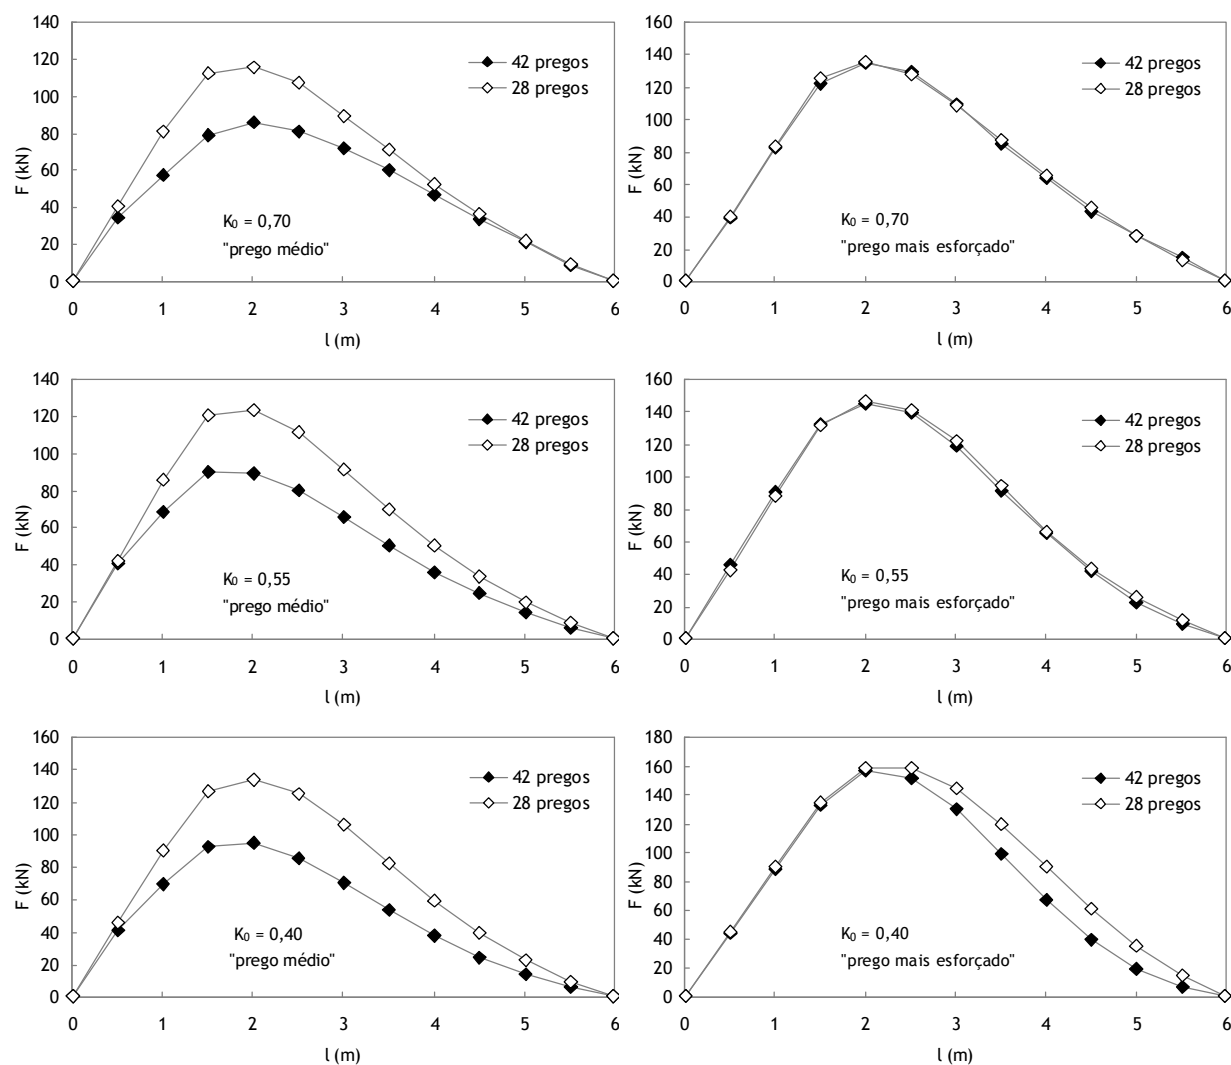 140
120
100
80
60
40
20
0
F (kN)
42 pregos
28 pregos
K₀ = 0,70
"prego médio"
0 1 2 3 4 5 6
l (m)
160
140
120
100
80
60
40
20
0
F (kN)
42 pregos
28 pregos
K₀ = 0,70
"prego mais esforçado"
0 1 2 3 4 5 6
l (m)
140
120
100
80
60
40
20
0
F (kN)
42 pregos
28 pregos
K₀ = 0,55
"prego médio"
0 1 2 3 4 5 6
l (m)
160
140
120
100
80
60
40
20
0
F (kN)
42 pregos
28 pregos
K₀ = 0,55
"prego mais esforçado"
0 1 2 3 4 5 6
l (m)
160
140
120
100
80
60
40
20
0
F (kN)
42 pregos
28 pregos
K₀ = 0,40
"prego médio"
0 1 2 3 4 5 6
l (m)
180
160
140
120
100
80
60
40
20
0
F (kN)
42 pregos
28 pregos
K₀ = 0,40
"prego mais esforçado"
0 1 2 3 4 5 6
l (m)